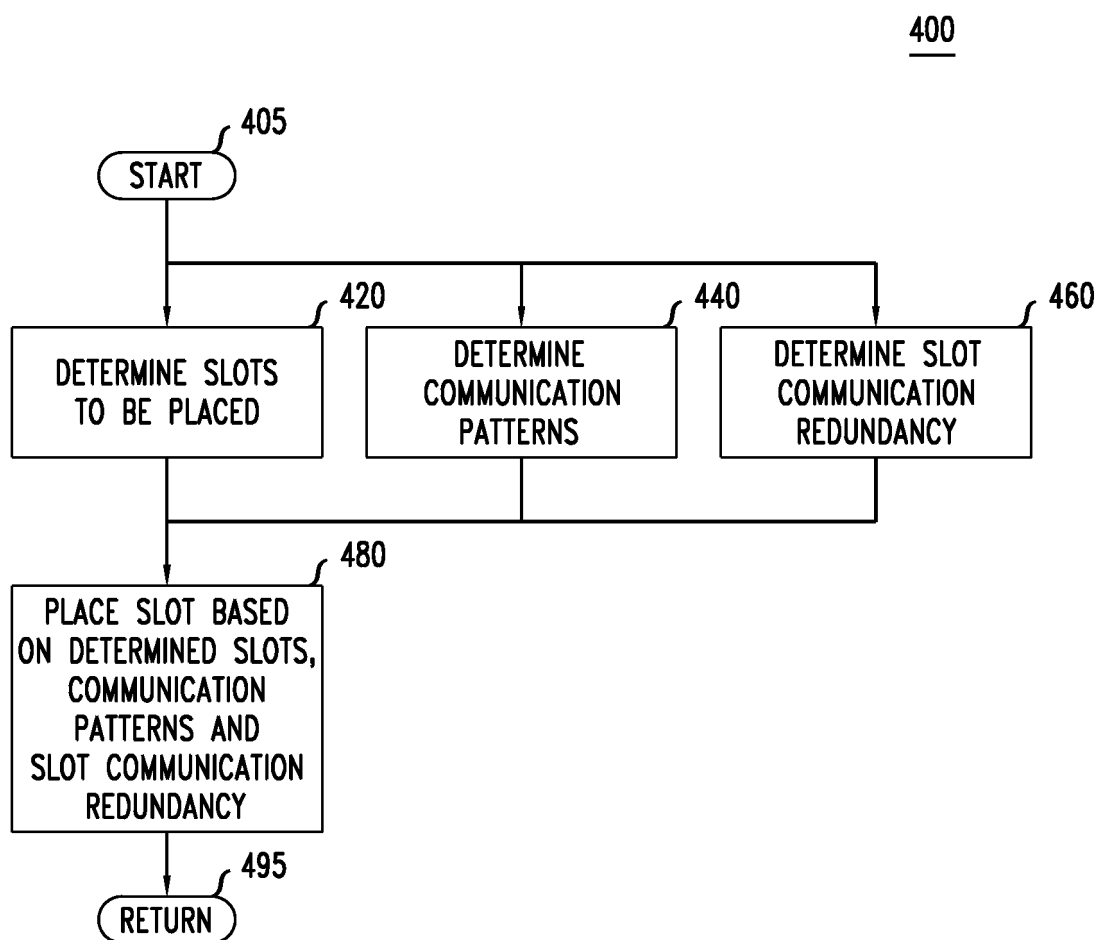 400
405
START
420
440
460
DETERMINE SLOTS
TO BE PLACED
DETERMINE
COMMUNICATION
PATTERNS
DETERMINE SLOT
COMMUNICATION
REDUNDANCY
480
PLACE SLOT BASED
ON DETERMINED SLOTS,
COMMUNICATION
PATTERNS AND
SLOT COMMUNICATION
REDUNDANCY
495
RETURN